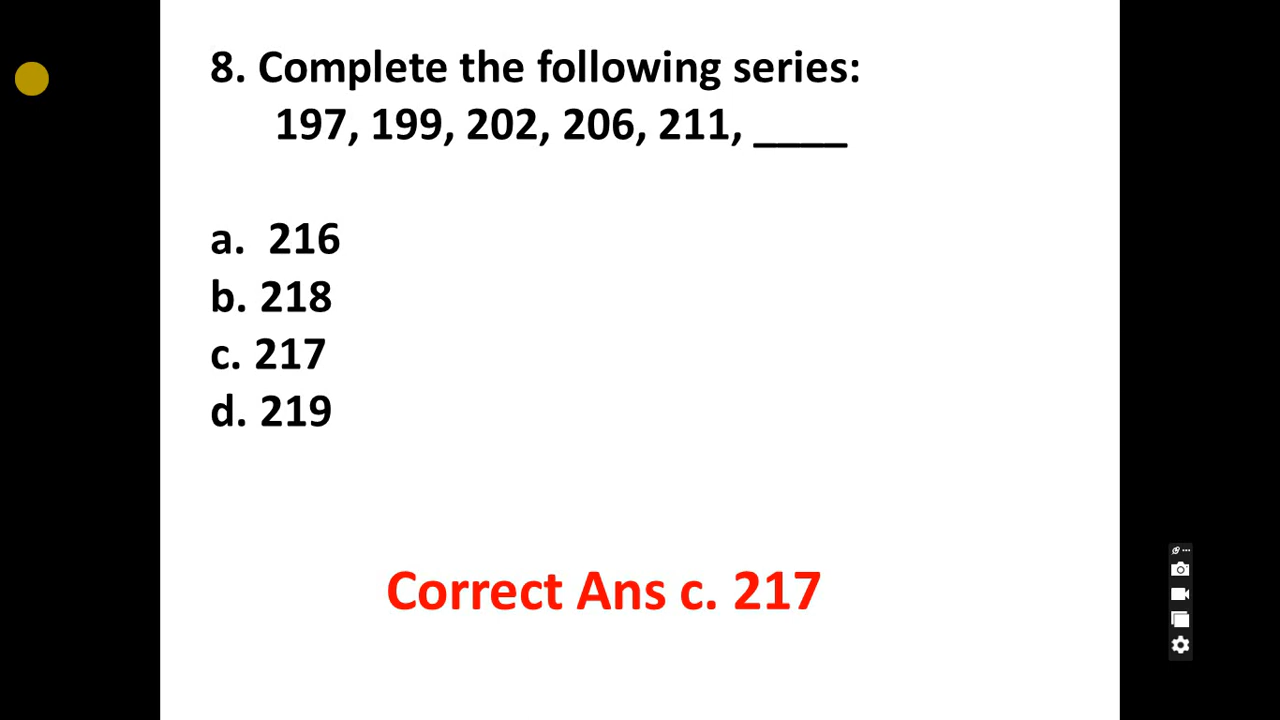 8. Complete the following series:
197, 199, 202, 206, 211, ____
a. 216
b. 218
c. 217
d. 219
Correct Ans c. 217